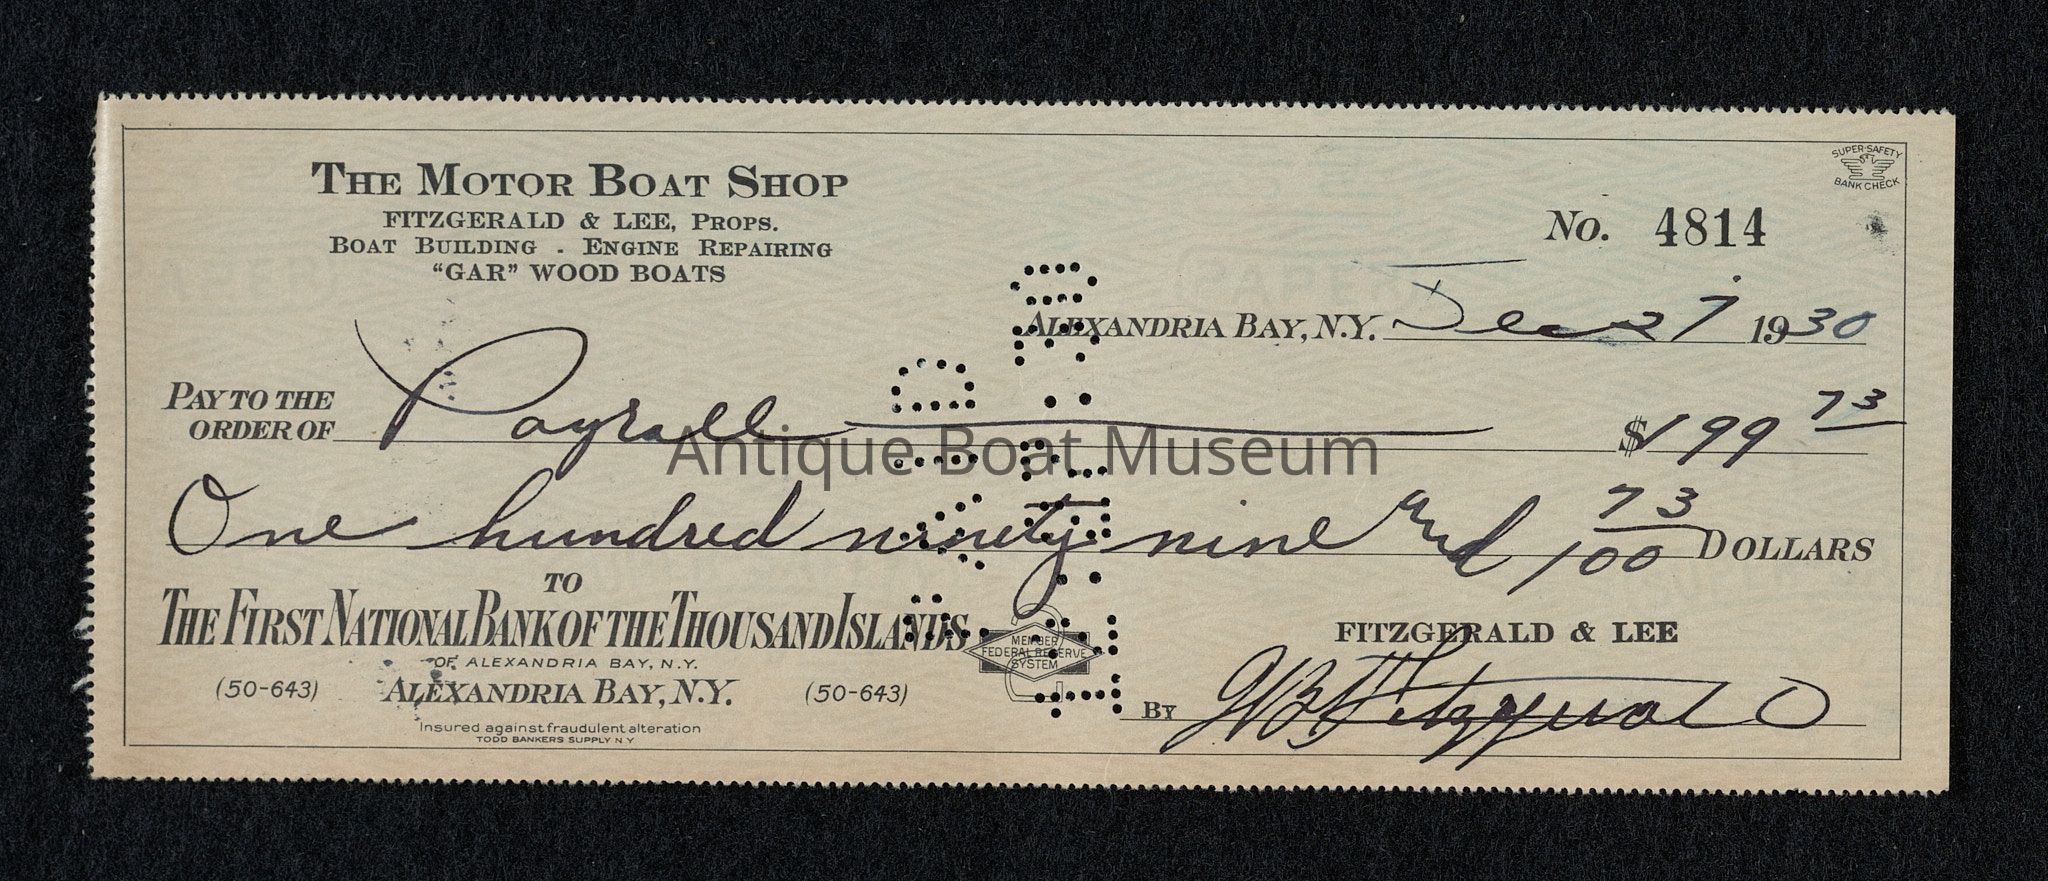 THE MOTOR BOAT SHOP
FITZGERALD & LEE, PROPS.
BOAT BUILDING - ENGINE REPAIRING
"GAR" WOOD BOATS
SUPER-SAFETY
BANK CHECK
No. 4814
ALEXANDRIA BAY, N.Y. Dec 27 1930
PAY TO THE
ORDER OF Payroll $199 73
Antique Boat Museum
One hundred ninety nine and 73/100 DOLLARS
TO
THE FIRST NATIONAL BANK OF THE THOUSAND ISLANDS
OF ALEXANDRIA BAY, N.Y.
(50-643) ALEXANDRIA BAY, N.Y. (50-643)
Insured against fraudulent alteration
TODD BANKERS SUPPLY N Y
MEMBER
FEDERAL RESERVE
SYSTEM
FITZGERALD & LEE
BY Fitzgerald